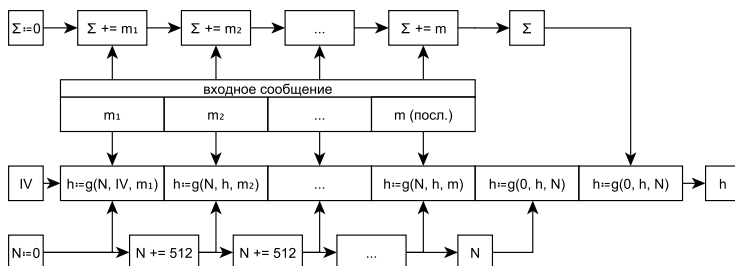 Σ:=0 Σ += m₁ Σ += m₂ ... Σ += m Σ
входное сообщение
m₁ m₂ ... m (посл.)
IV h:=g(N, IV, m₁) h:=g(N, h, m₂) ... h:=g(N, h, m) h:=g(0, h, N) h:=g(0, h, N) h
N:=0 N += 512 N += 512 ... N